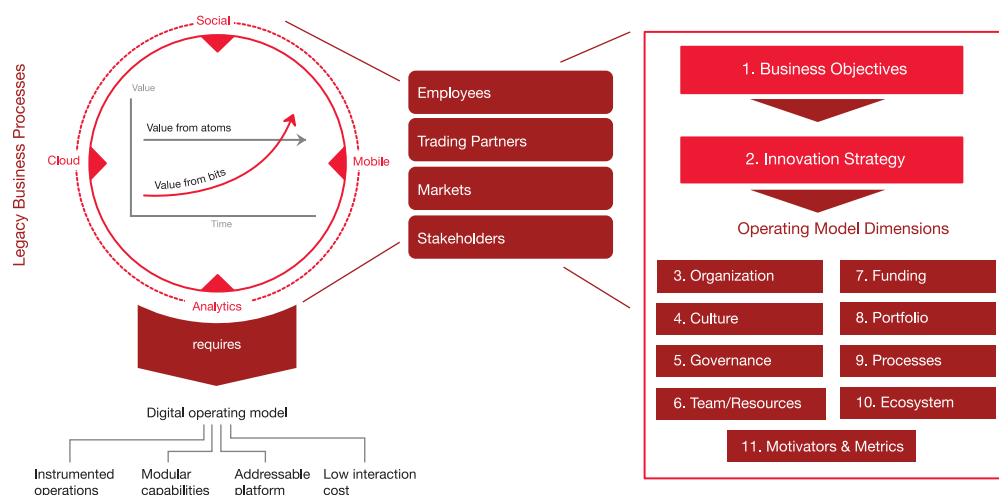 Legacy Business Processes
Social
Cloud
Mobile
Analytics
Value
Value from atoms
Value from bits
Time
requires
Digital operating model
Instrumented
operations
Modular
capabilities
Addressable
platform
Low interaction
cost
Employees
Trading Partners
Markets
Stakeholders
1. Business Objectives
2. Innovation Strategy
Operating Model Dimensions
3. Organization
4. Culture
5. Governance
6. Team/Resources
7. Funding
8. Portfolio
9. Processes
10. Ecosystem
11. Motivators & Metrics